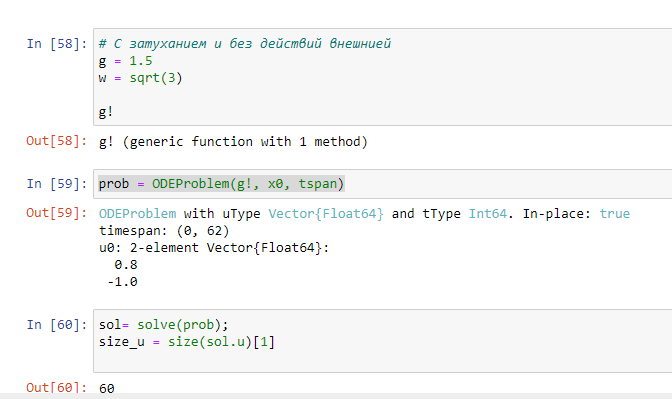 In [58]: # С затуханием и без действий внешнией
g = 1.5
w = sqrt(3)
g!
Out[58]: g! (generic function with 1 method)
In [59]: prob = ODEProblem(g!, x0, tspan)
Out[59]: ODEProblem with uType Vector{Float64} and tType Int64. In-place: true
timespan: (0, 62)
u0: 2-element Vector{Float64}:
0.8
-1.0
In [60]: sol= solve(prob);
size_u = size(sol.u)[1]
Out[60]: 60